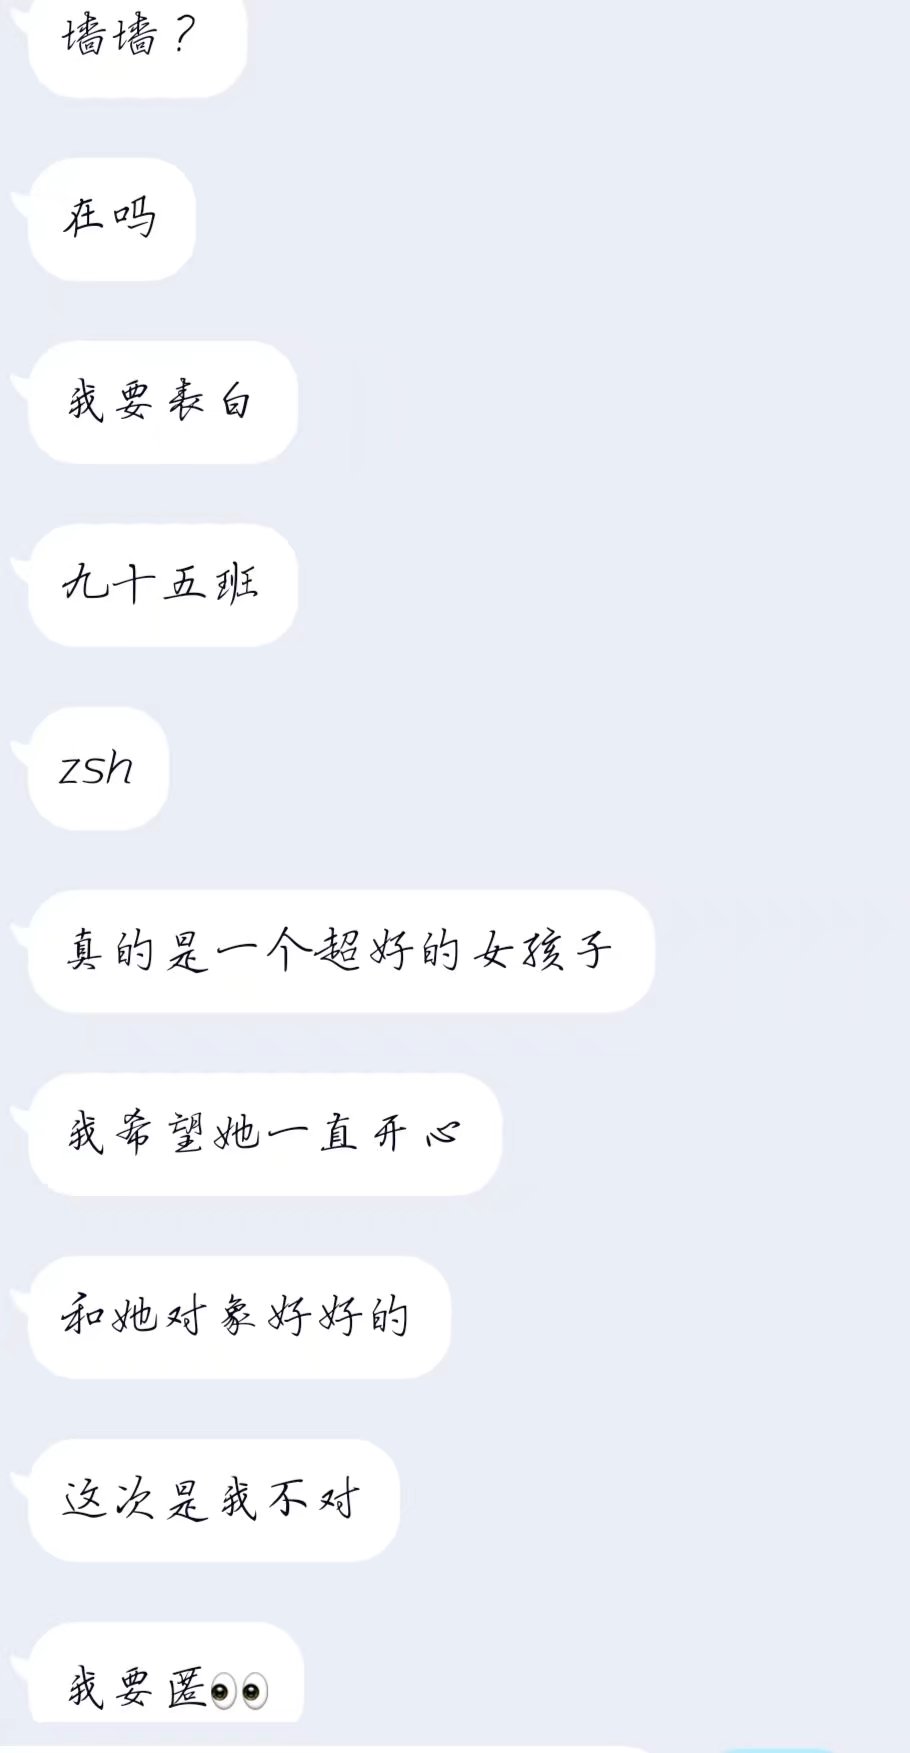 墙墙？
在吗
我要表白
九十五班
zsh
真的是一个超好的女孩子
我希望她一直开心
和她对象好好的
这次是我不对
我要匿👀